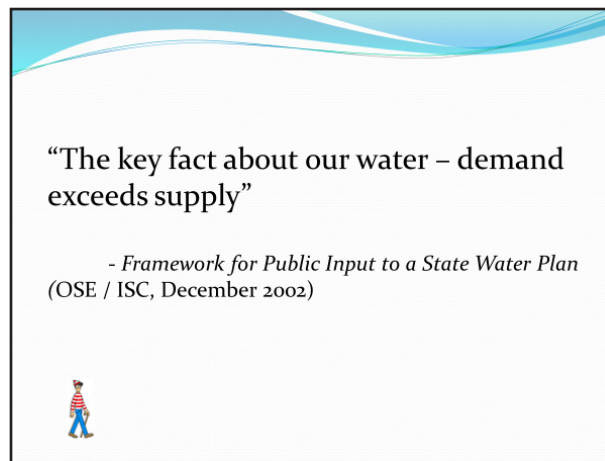 “The key fact about our water – demand
exceeds supply”
- Framework for Public Input to a State Water Plan
(OSE / ISC, December 2002)